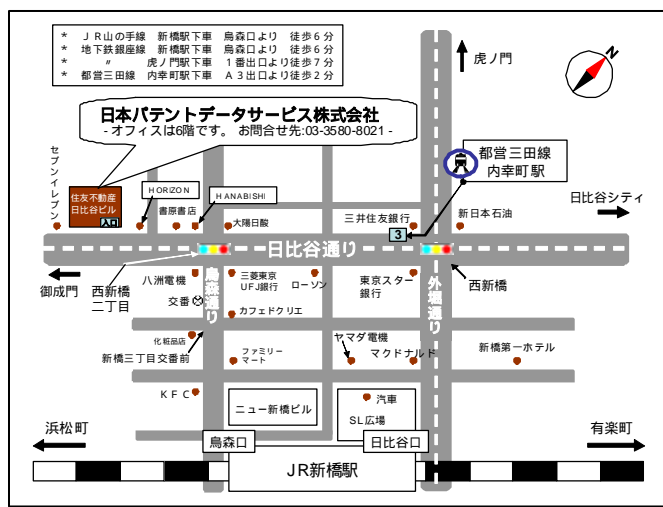 * ＪＲ山の手線 新橋駅下車 烏森口より 徒歩６分
* 地下鉄銀座線 新橋駅下車 烏森口より 徒歩６分
* 〃 虎ノ門駅下車 １番出口より徒歩７分
* 都営三田線 内幸町駅下車 Ａ３出口より徒歩２分
N
虎ノ門
日本パテントデータサービス株式会社
- オフィスは6階です。 お問合せ先:03-3580-8021 -
都営三田線
内幸町駅
セブンイレブン
住友不動産
日比谷ビル
入口
HORIZON
HANABISHI
書原書店
大陽日酸
三井住友銀行
3
新日本石油
日比谷シティ
日比谷通り
御成門
西新橋
二丁目
八洲電機
交番
烏森通り
三菱東京
UFJ銀行
ローソン
東京スター
銀行
外堀通り
西新橋
カフェドクリエ
化粧品店
新橋三丁目交番前
ファミリー
マート
ヤマダ電機
マクドナルド
新橋第一ホテル
ＫＦＣ
ニュー新橋ビル
汽車
SL広場
浜松町
烏森口
日比谷口
有楽町
JR新橋駅